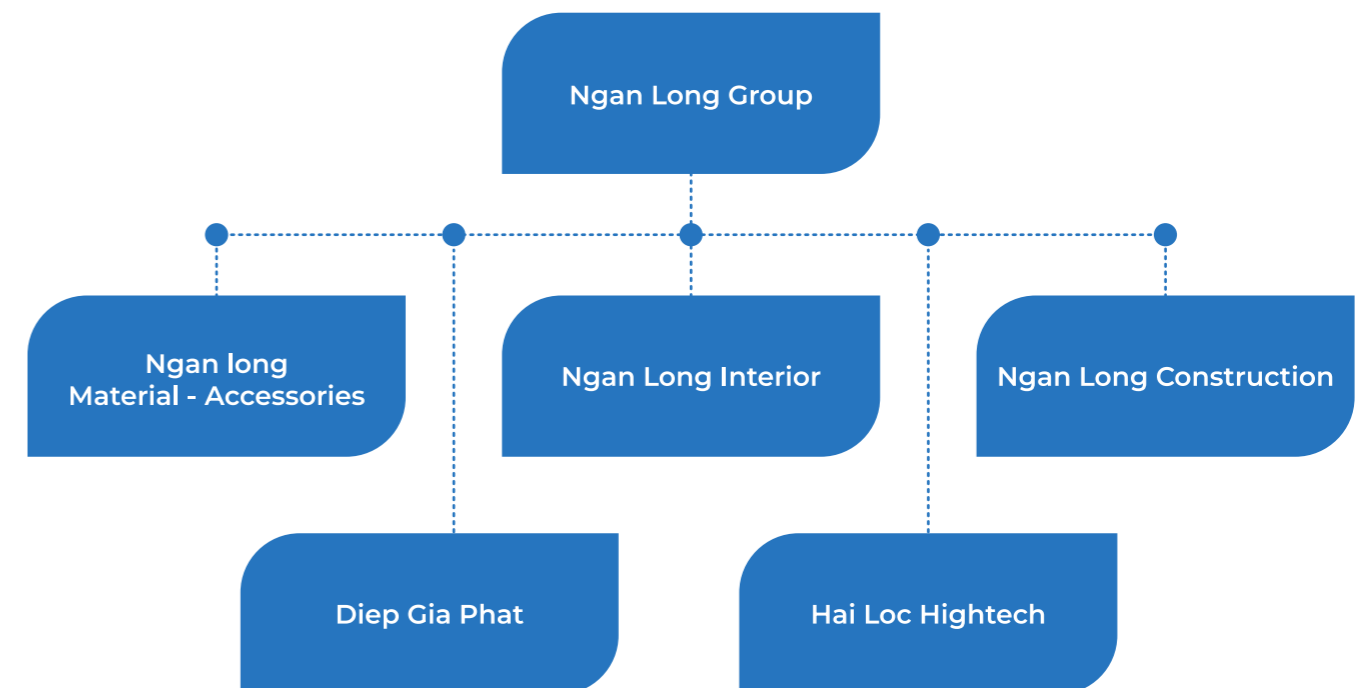 Ngan Long Group
Ngan long
Material - Accessories
Ngan Long Interior
Ngan Long Construction
Diep Gia Phat
Hai Loc Hightech